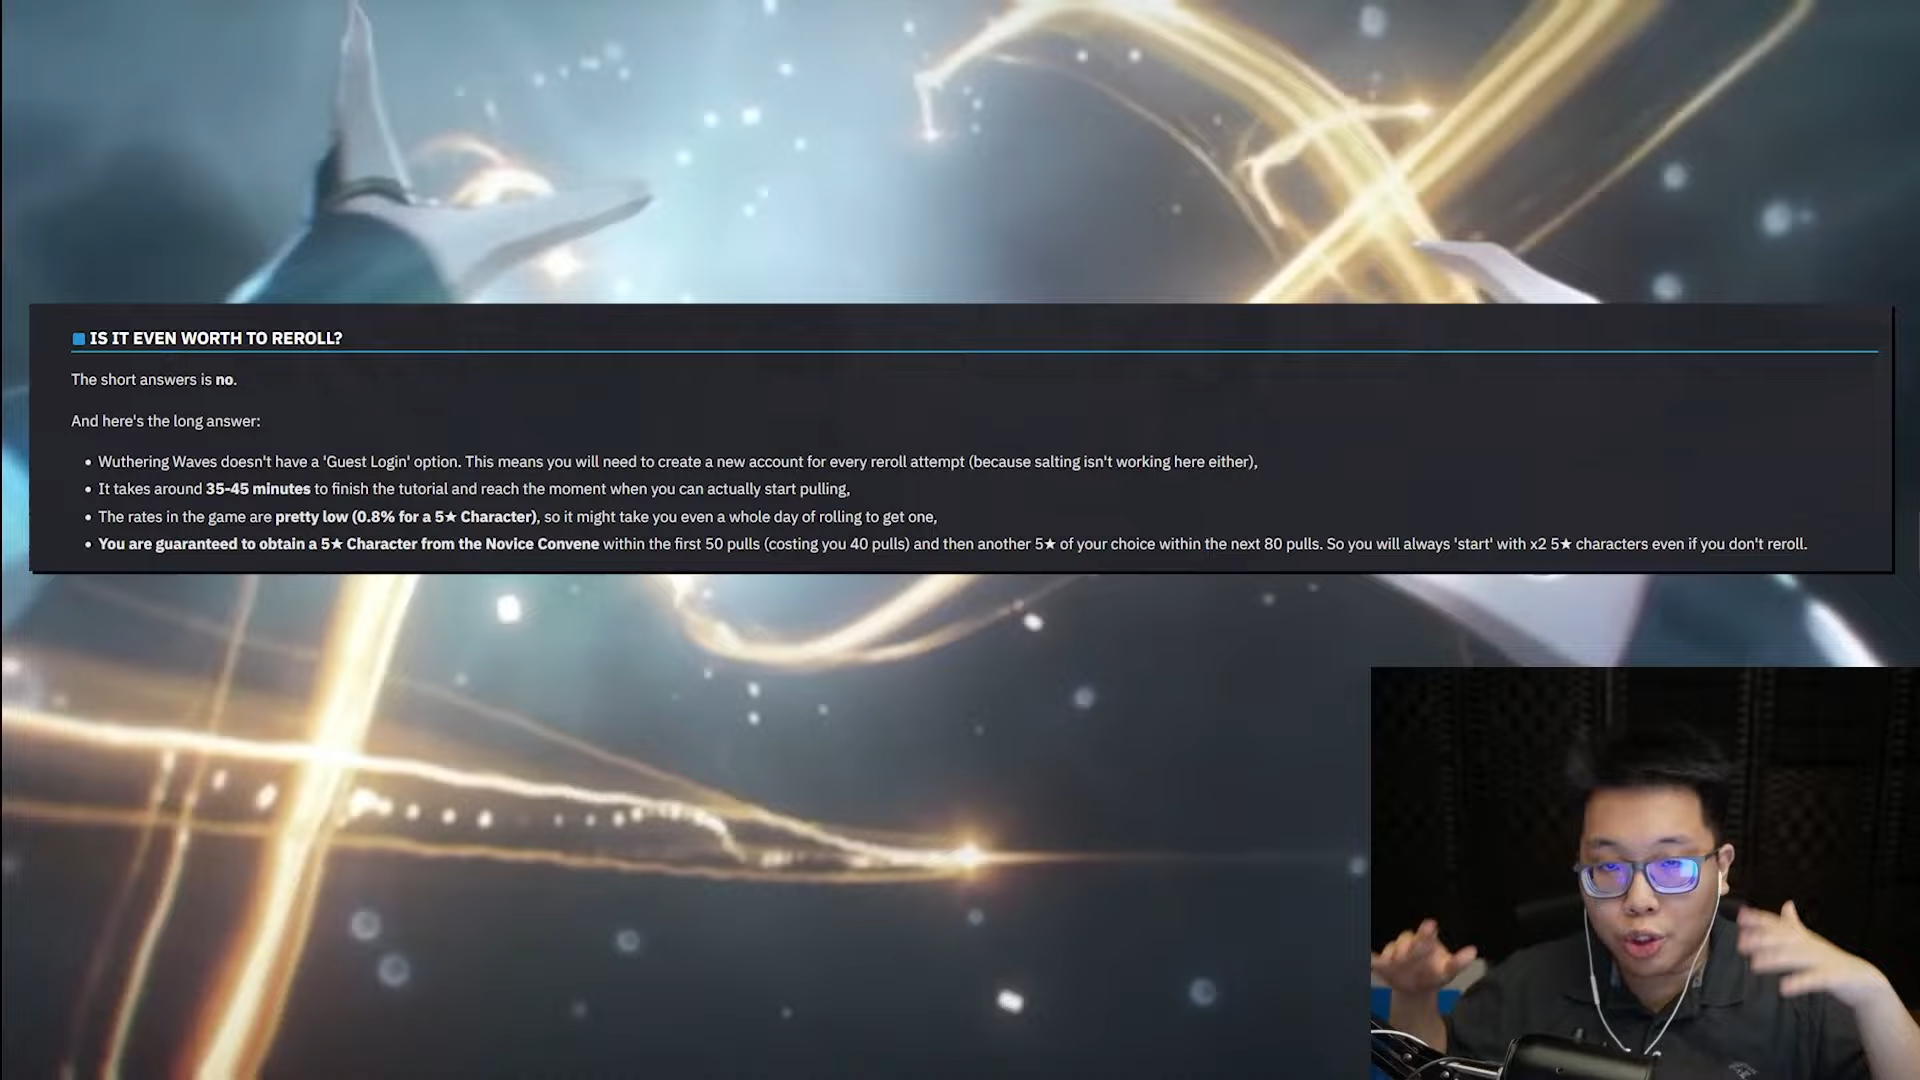 IS IT EVEN WORTH TO REROLL?
The short answers is no.
And here's the long answer:
• Wuthering Waves doesn't have a 'Guest Login' option. This means you will need to create a new account for every reroll attempt (because salting isn't working here either),
• It takes around 35-45 minutes to finish the tutorial and reach the moment when you can actually start pulling,
• The rates in the game are pretty low (0.8% for a 5★ Character), so it might take you even a whole day of rolling to get one,
• You are guaranteed to obtain a 5★ Character from the Novice Convene within the first 50 pulls (costing you 40 pulls) and then another 5★ of your choice within the next 80 pulls. So you will always 'start' with x2 5★ characters even if you don't reroll.